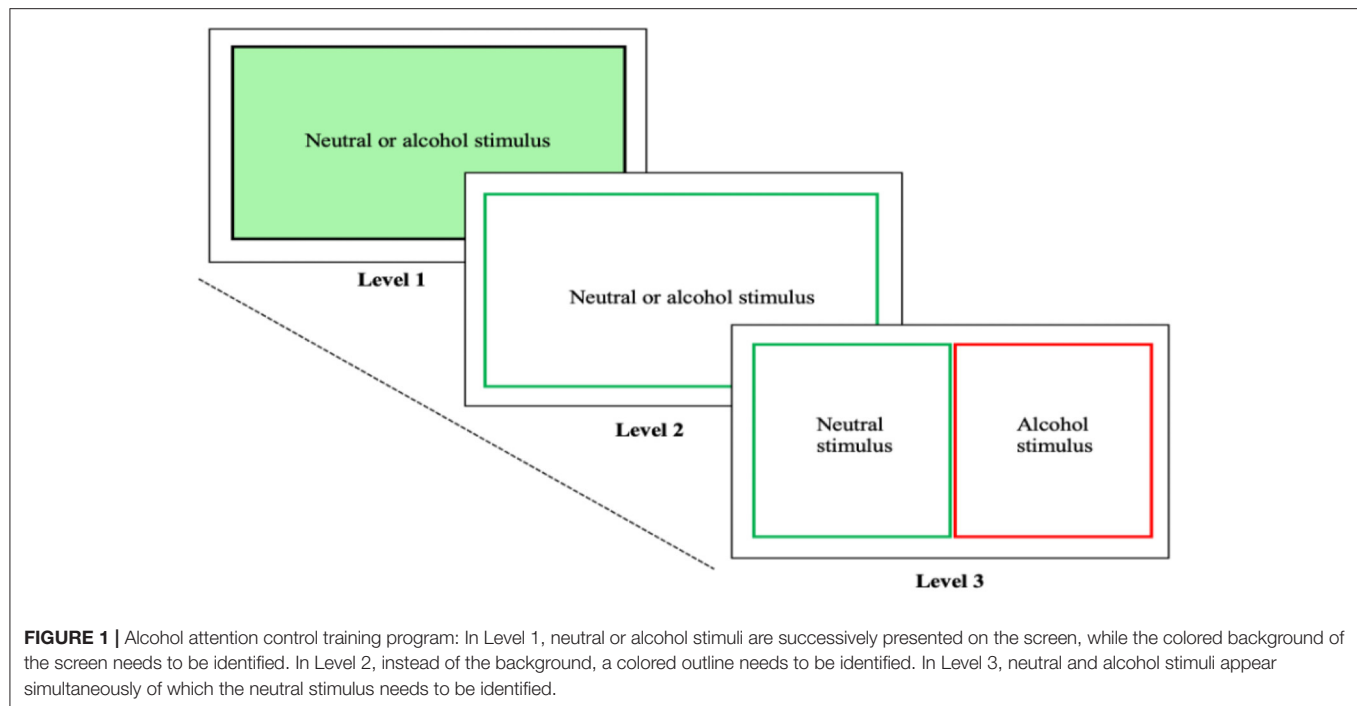 Neutral or alcohol stimulus
Level 1
Neutral or alcohol stimulus
Level 2
Neutral
stimulus
Alcohol
stimulus
Level 3
FIGURE 1 | Alcohol attention control training program: In Level 1, neutral or alcohol stimuli are successively presented on the screen, while the colored background of
the screen needs to be identified. In Level 2, instead of the background, a colored outline needs to be identified. In Level 3, neutral and alcohol stimuli appear
simultaneously of which the neutral stimulus needs to be identified.